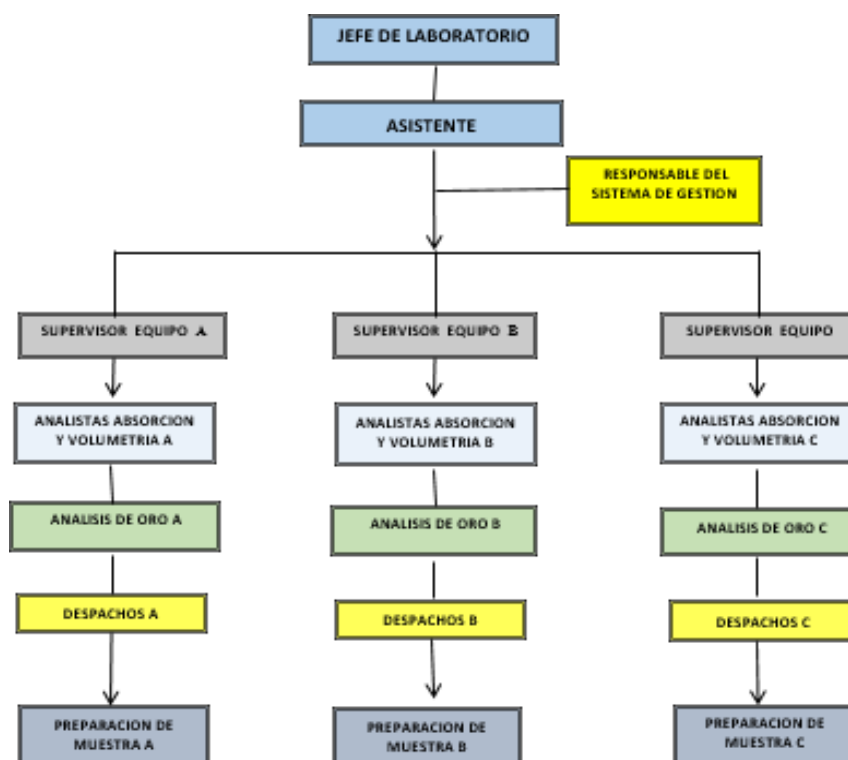 JEFE DE LABORATORIO
ASISTENTE
RESPONSABLE DEL
SISTEMA DE GESTION
SUPERVISOR EQUIPO A
SUPERVISOR EQUIPO B
SUPERVISOR EQUIPO
ANALISTAS ABSORCION
Y VOLUMETRIA A
ANALISTAS ABSORCION
Y VOLUMETRIA B
ANALISTAS ABSORCION
Y VOLUMETRIA C
ANALISIS DE ORO A
ANALISIS DE ORO B
ANALISIS DE ORO C
DESPACHOS A
DESPACHOS B
DESPACHOS C
PREPARACION DE
MUESTRA A
PREPARACION DE
MUESTRA B
PREPARACION DE
MUESTRA C